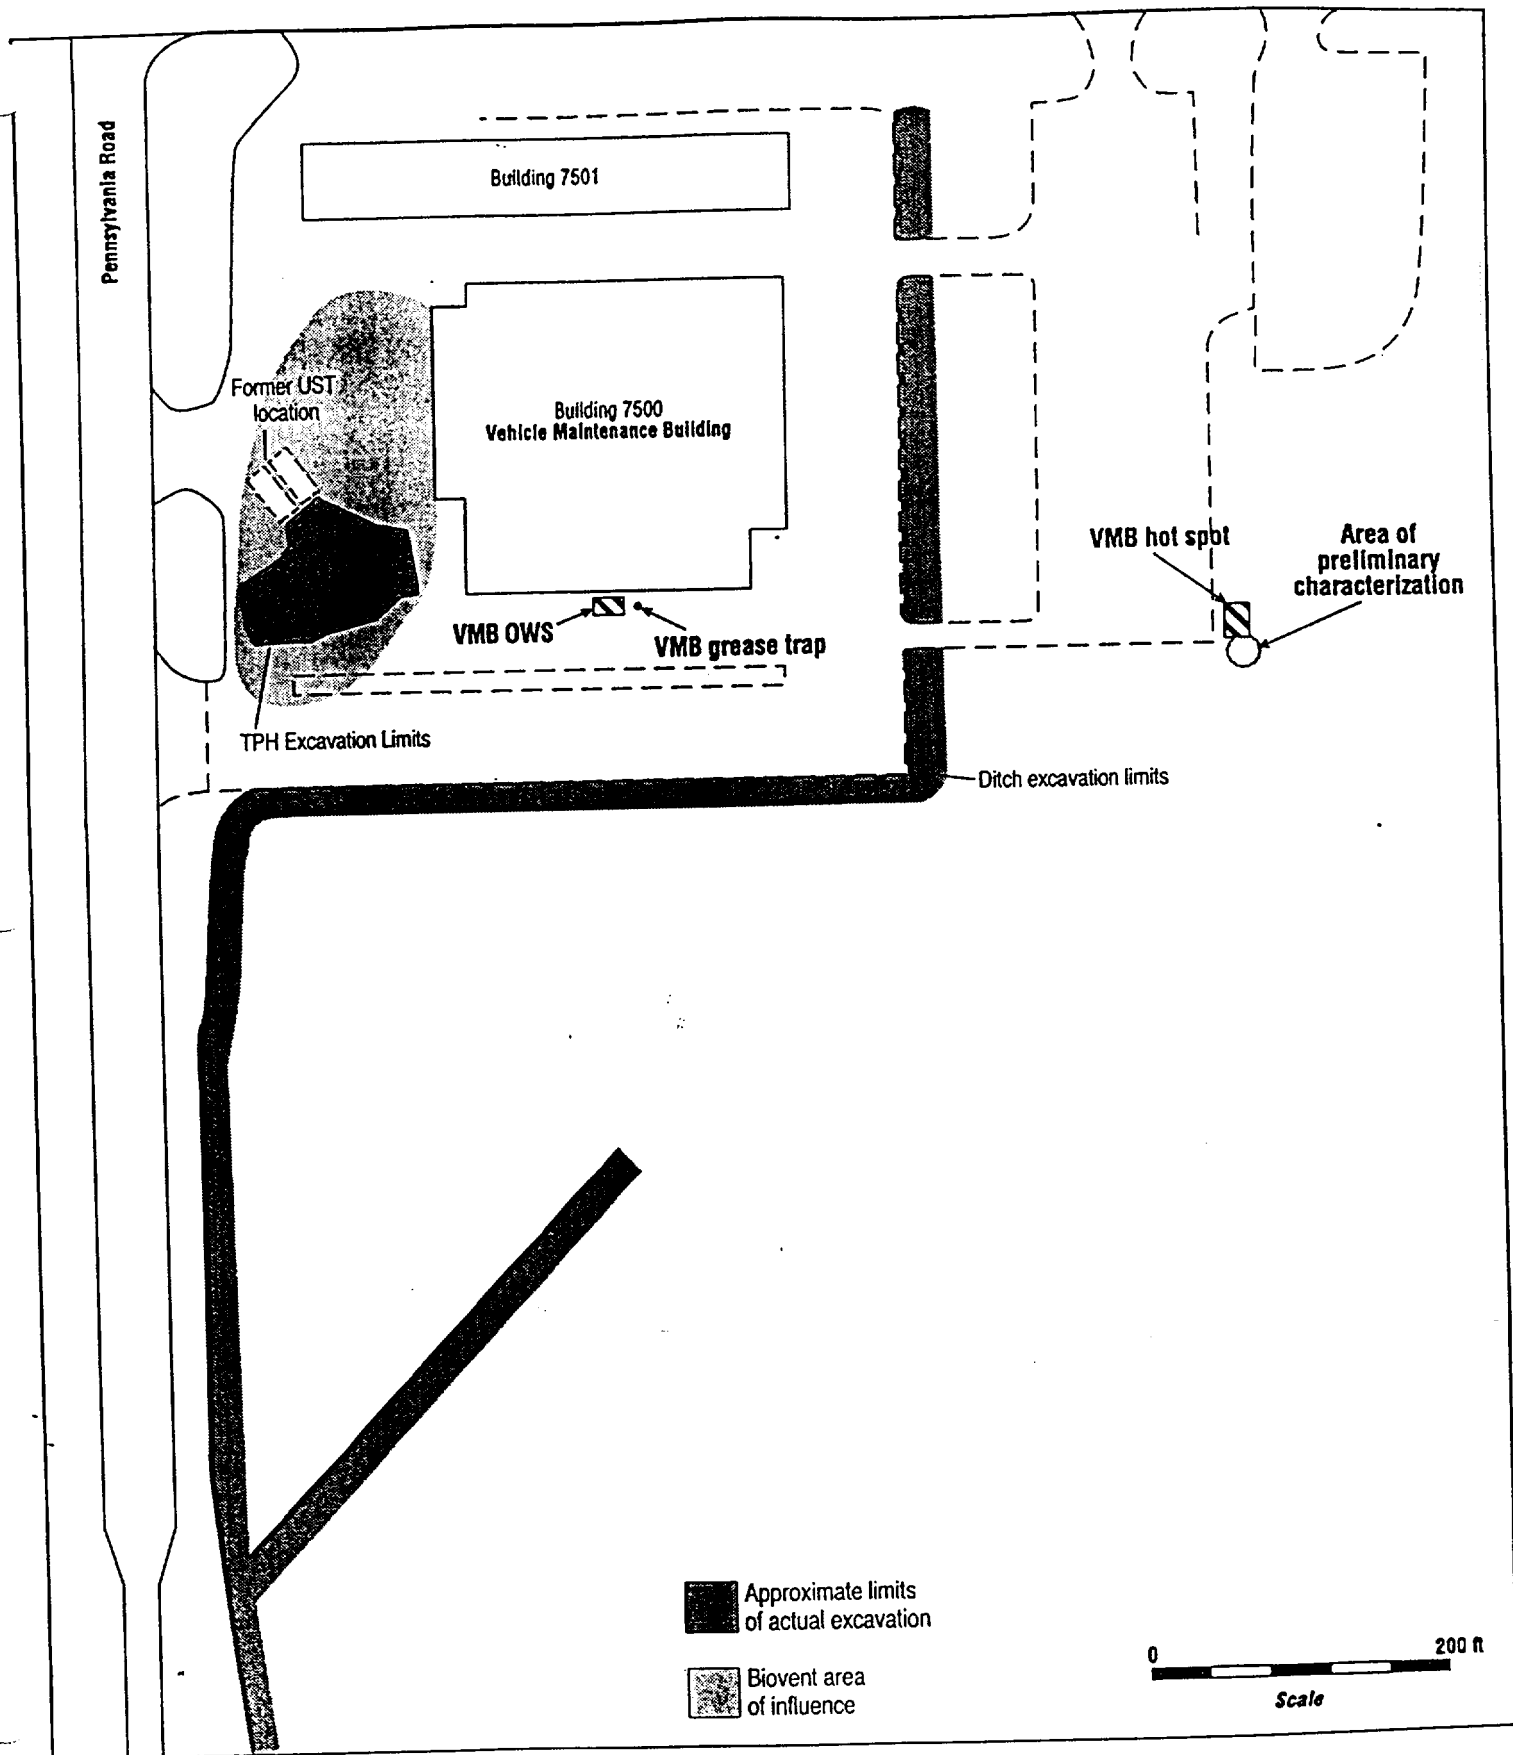 Pennsylvania Road
Building 7501
Former UST
location
Building 7500
Vehicle Maintenance Building
VMB hot spot
Area of
preliminary
characterization
VMB OWS
VMB grease trap
TPH Excavation Limits
Ditch excavation limits
Approximate limits
of actual excavation
Biovent area
of influence
0
200 ft
Scale